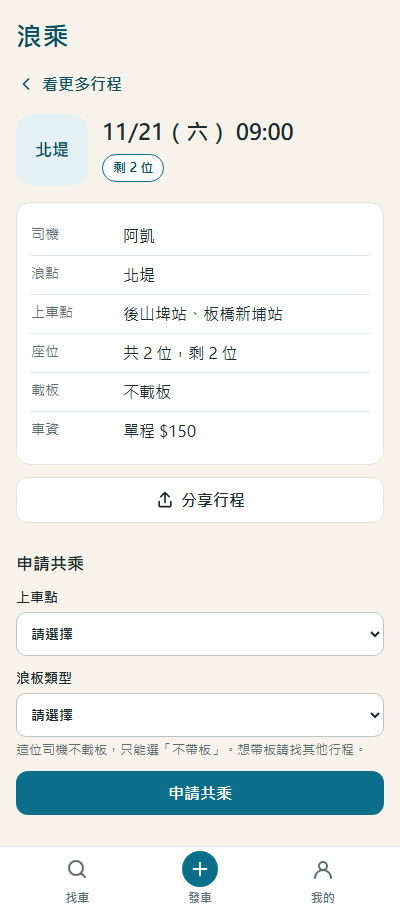 浪乘
看更多行程
北堤
11/21（六）09:00
剩 2 位
司機 阿凱
浪點 北堤
上車點 後山埤站、板橋新埔站
座位 共 2 位，剩 2 位
載板 不載板
車資 單程 $150
分享行程
申請共乘
上車點
請選擇
浪板類型
請選擇
這位司機不載板，只能選「不帶板」。想帶板請找其他行程。
申請共乘
找車 發車 我的